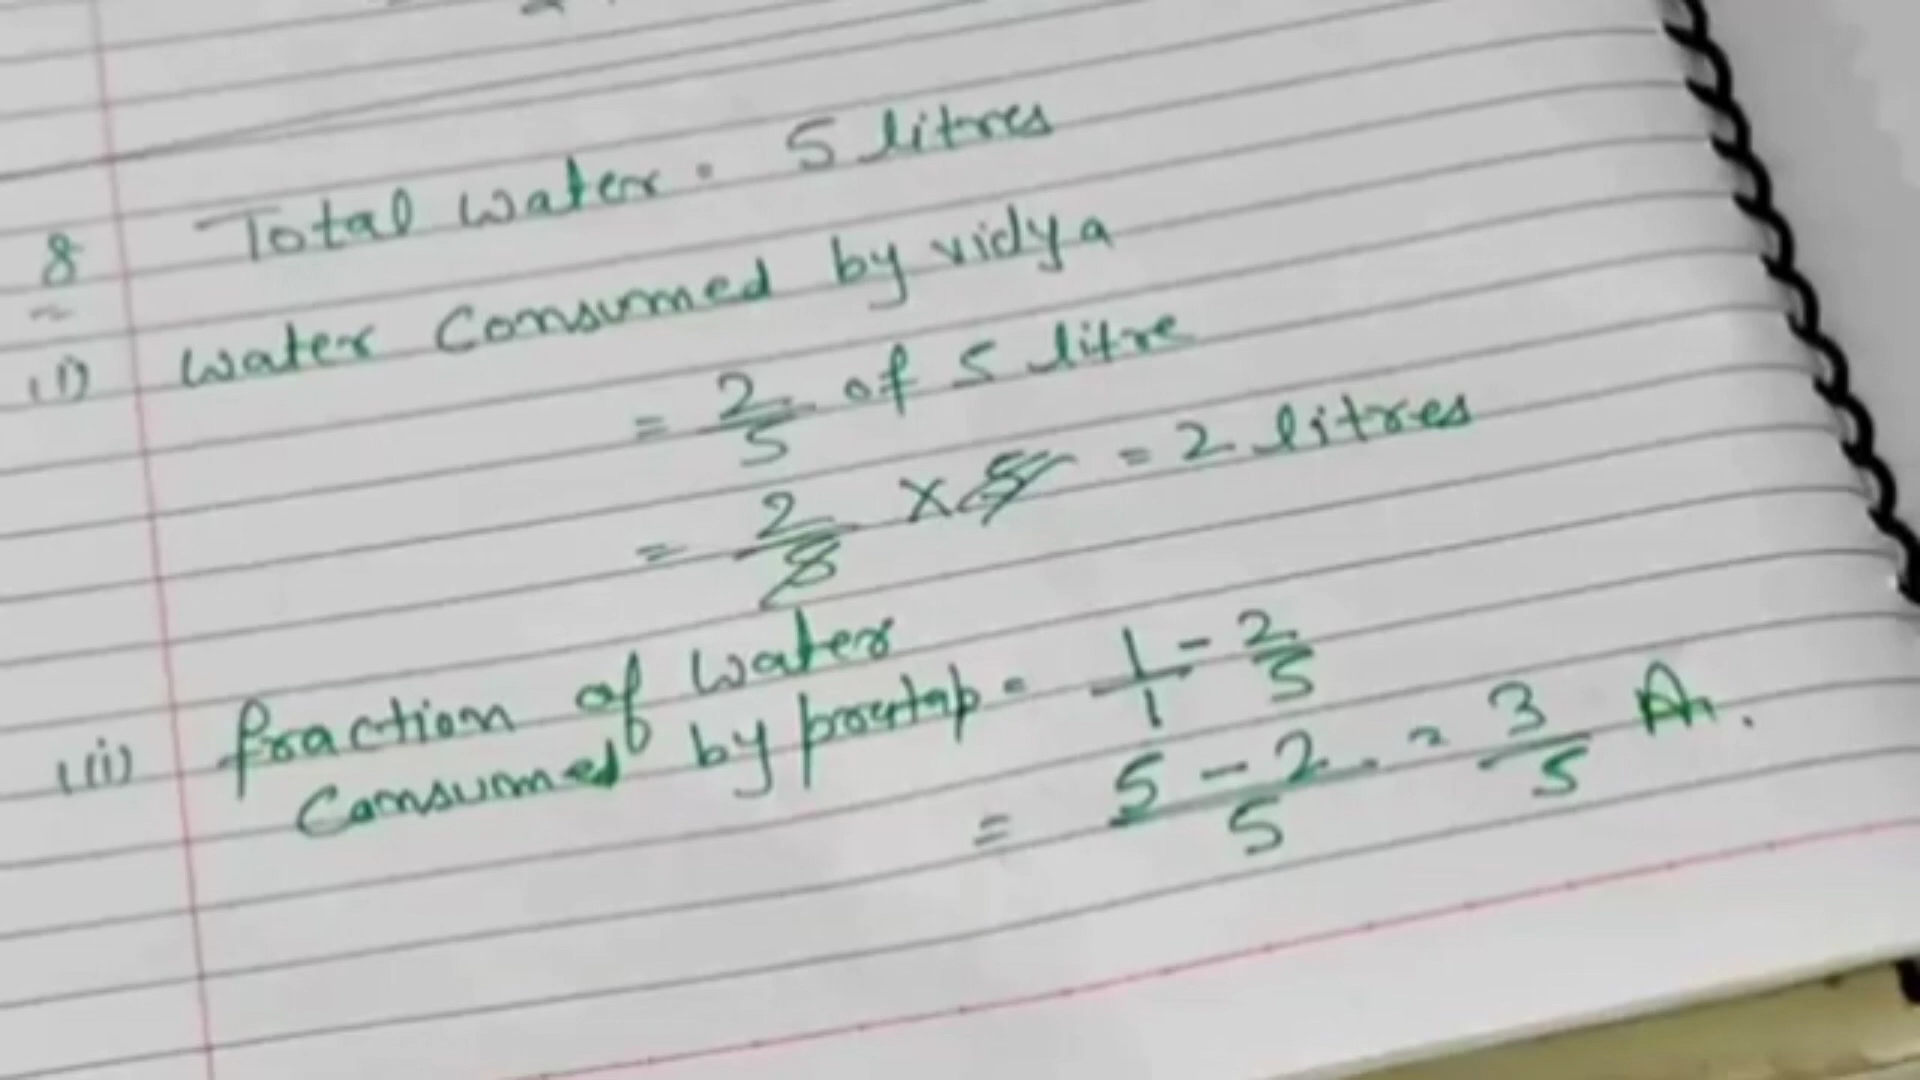 8 Total water = 5 litres
(i) Water Consumed by vidya
= 2/5 of 5 litre
= 2/5 × 5 = 2 litres
(ii) fraction of water
Consumed by pratap = 1/1 - 2/5
= 5-2/5 = 3/5 A.